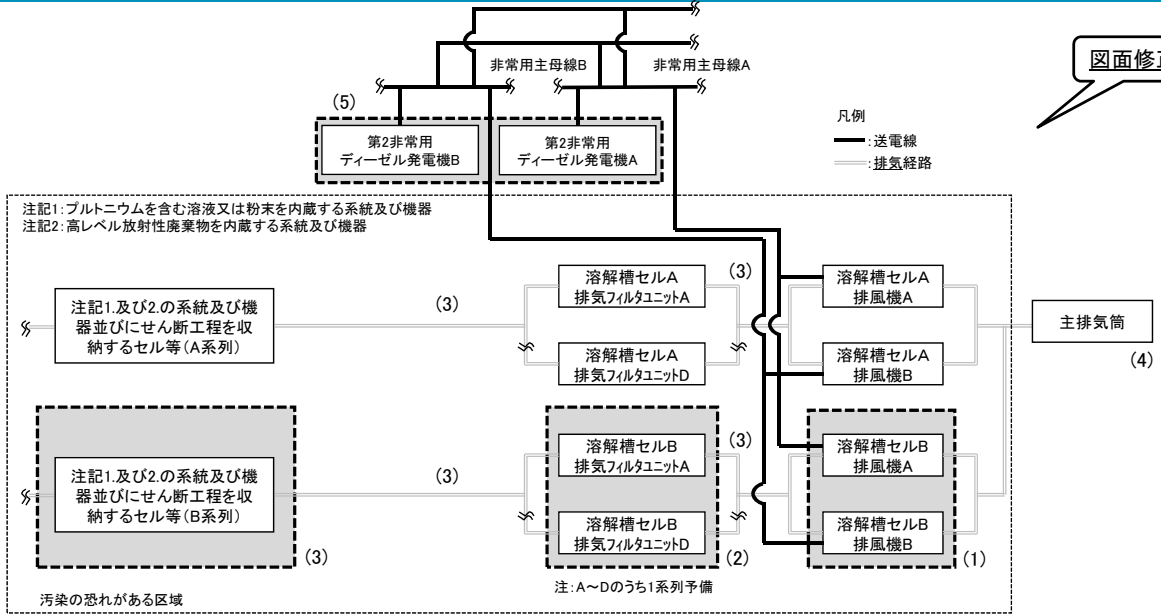 非常用主母線B
非常用主母線A
図面修正
(5)
第2非常用
ディーゼル発電機B
第2非常用
ディーゼル発電機A
凡例
:送電線
:排気経路
注記1:プルトニウムを含む溶液又は粉末を内蔵する系統及び機器
注記2:高レベル放射性廃棄物を内蔵する系統及び機器
注記1.及び2.の系統及び機
器並びにせん断工程を収
納するセル等(A系列)
(3)
溶解槽セルA
排気フィルタユニットA
(3)
溶解槽セルA
排風機A
溶解槽セルA
排気フィルタユニットD
溶解槽セルA
排風機B
主排気筒
(4)
注記1.及び2.の系統及び機
器並びにせん断工程を収
納するセル等(B系列)
(3)
(3)
溶解槽セルB
排気フィルタユニットA
(3)
溶解槽セルB
排風機A
溶解槽セルB
排気フィルタユニットD
(2)
溶解槽セルB
排風機B
(1)
汚染の恐れがある区域
注:A~Dのうち1系列予備